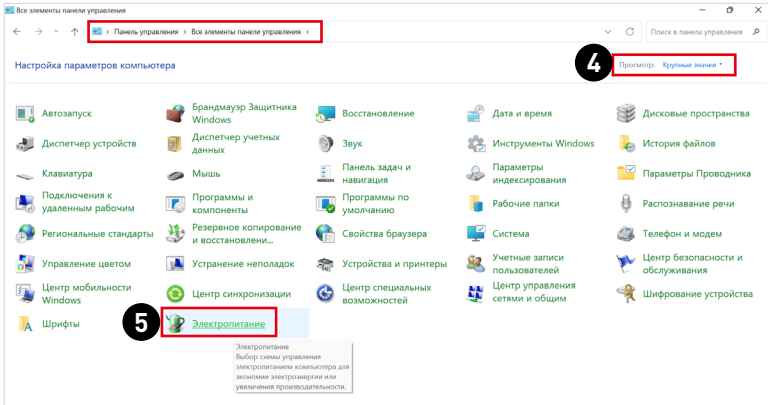 Все элементы панели управления
Панель управления › Все элементы панели управления ›
Поиск в панели управления
Настройка параметров компьютера
4
Просмотр: Крупные значки
Автозапуск
Брандмауэр Защитника
Windows
Восстановление
Дата и время
Дисковые пространства
Диспетчер устройств
Диспетчер учетных
данных
Звук
Инструменты Windows
История файлов
Клавиатура
Мышь
Панель задач и
навигация
Параметры
индексирования
Параметры Проводника
Подключения к
удаленным рабочим
Программы и
компоненты
Программы по
умолчанию
Рабочие папки
Распознавание речи
Региональные стандарты
Резервное копирование
и восстановлени...
Свойства браузера
Система
Телефон и модем
Управление цветом
Устранение неполадок
Устройства и принтеры
Учетные записи
пользователей
Центр безопасности и
обслуживания
Центр мобильности
Windows
Центр синхронизации
Центр специальных
возможностей
Центр управления
сетями и общим
Шифрование устройства
Шрифты
5
Электропитание
Электропитание
Выбор схемы управления
электропитанием компьютера для
экономии электроэнергии или
увеличения производительности.